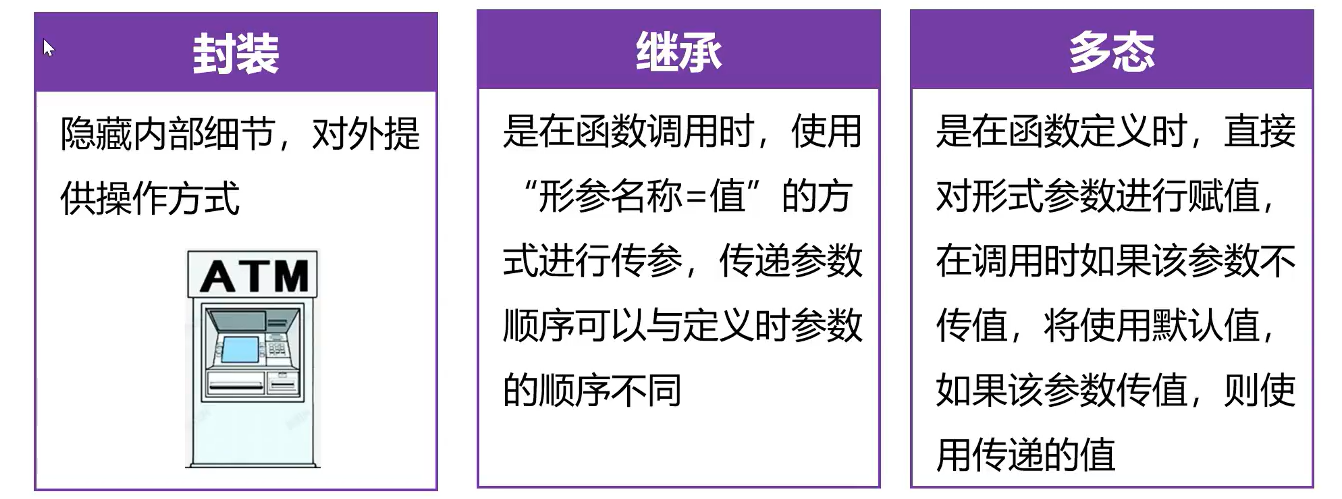 封装
隐藏内部细节，对外提
供操作方式
ATM
继承
是在函数调用时，使用
“形参名称=值”的方
式进行传参，传递参数
顺序可以与定义时参数
的顺序不同
多态
是在函数定义时，直接
对形式参数进行赋值，
在调用时如果该参数不
传值，将使用默认值，
如果该参数传值，则使
用传递的值